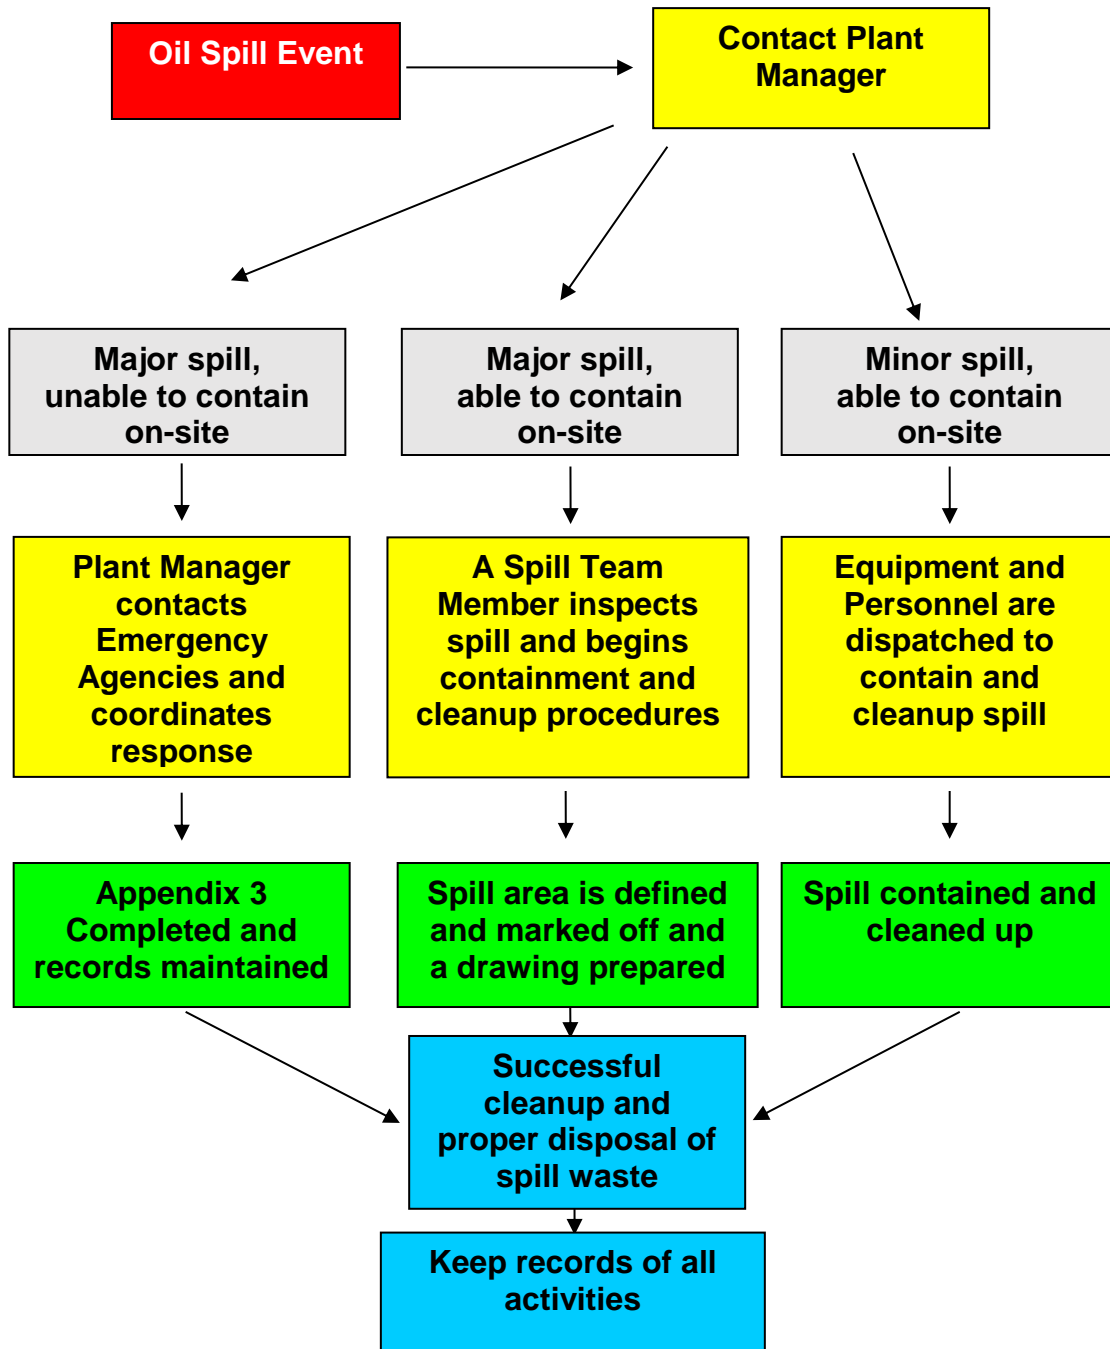 Oil Spill Event
Contact Plant
Manager
Major spill,
unable to contain
on-site
Major spill,
able to contain
on-site
Minor spill,
able to contain
on-site
Plant Manager
contacts
Emergency
Agencies and
coordinates
response
A Spill Team
Member inspects
spill and begins
containment and
cleanup procedures
Equipment and
Personnel are
dispatched to
contain and
cleanup spill
Appendix 3
Completed and
records maintained
Spill area is defined
and marked off and
a drawing prepared
Spill contained and
cleaned up
Successful
cleanup and
proper disposal of
spill waste
Keep records of all
activities